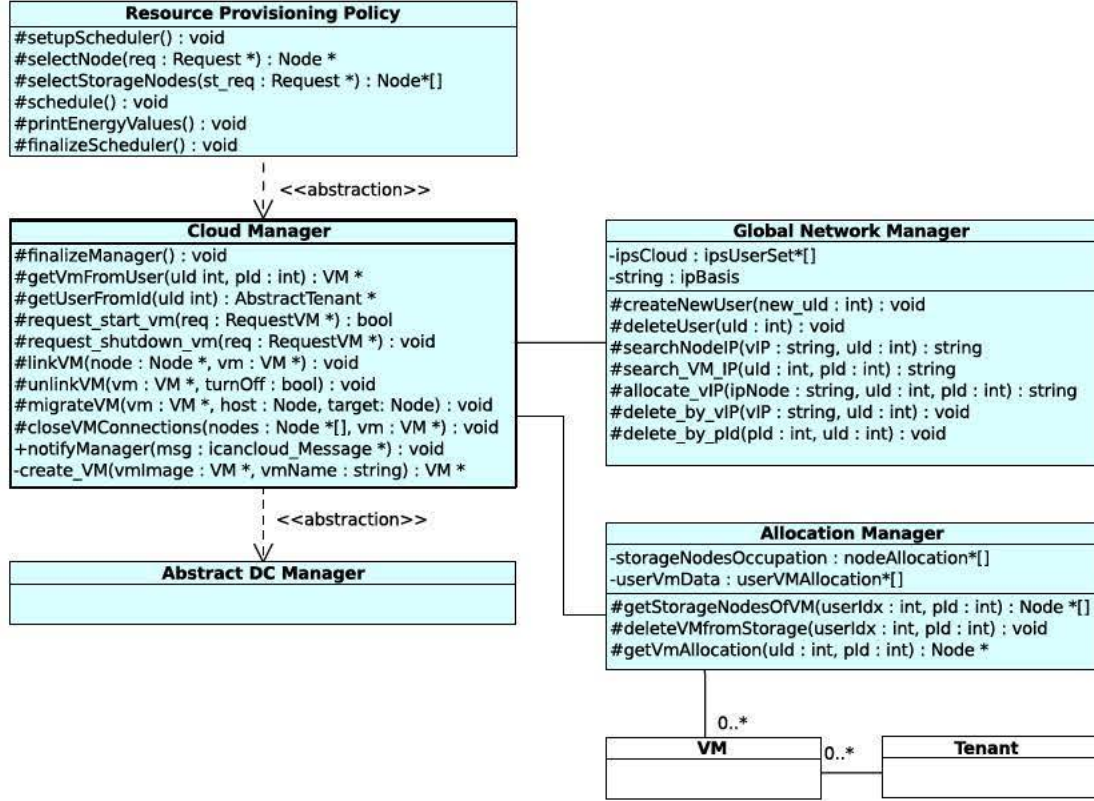 Resource Provisioning Policy
#setupScheduler() : void
#selectNode(req : Request *) : Node *
#selectStorageNodes(st_req : Request *) : Node*[]
#schedule() : void
#printEnergyValues() : void
#finalizeScheduler() : void
<<abstraction>>
Cloud Manager
#finalizeManager() : void
#getVmFromUser(uId int, pId : int) : VM *
#getUserFromId(uId int) : AbstractTenant *
#request_start_vm(req : RequestVM *) : bool
#request_shutdown_vm(req : RequestVM *) : void
#linkVM(node : Node *, vm : VM *) : void
#unlinkVM(vm : VM *, turnOff : bool) : void
#migrateVM(vm : VM *, host : Node, target: Node) : void
#closeVMConnections(nodes : Node *[], vm : VM *) : void
+notifyManager(msg : icancloud_Message *) : void
-create_VM(vmImage : VM *, vmName : string) : VM *
<<abstraction>>
Abstract DC Manager
Global Network Manager
-ipsCloud : ipsUserSet*[]
-string : ipBasis
#createNewUser(new_uId : int) : void
#deleteUser(uId : int) : void
#searchNodeIP(vIP : string, uId : int) : string
#search_VM_IP(uId : int, pId : int) : string
#allocate_vIP(ipNode : string, uId : int, pId : int) : string
#delete_by_vIP(vIP : string, uId : int) : void
#delete_by_pId(pId : int, uId : int) : void
Allocation Manager
-storageNodesOccupation : nodeAllocation*[]
-userVmData : userVMAllocation*[]
#getStorageNodesOfVM(userIdx : int, pId : int) : Node *[]
#deleteVMfromStorage(userIdx : int, pId : int) : void
#getVmAllocation(uId : int, pId : int) : Node *
0..*
VM
0..*
Tenant